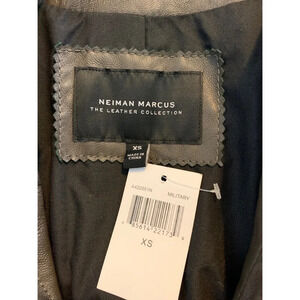 NEIMAN MARCUS
THE LEATHER COLLECTION
XS
MADE IN
CHINA
MILITARY
XS